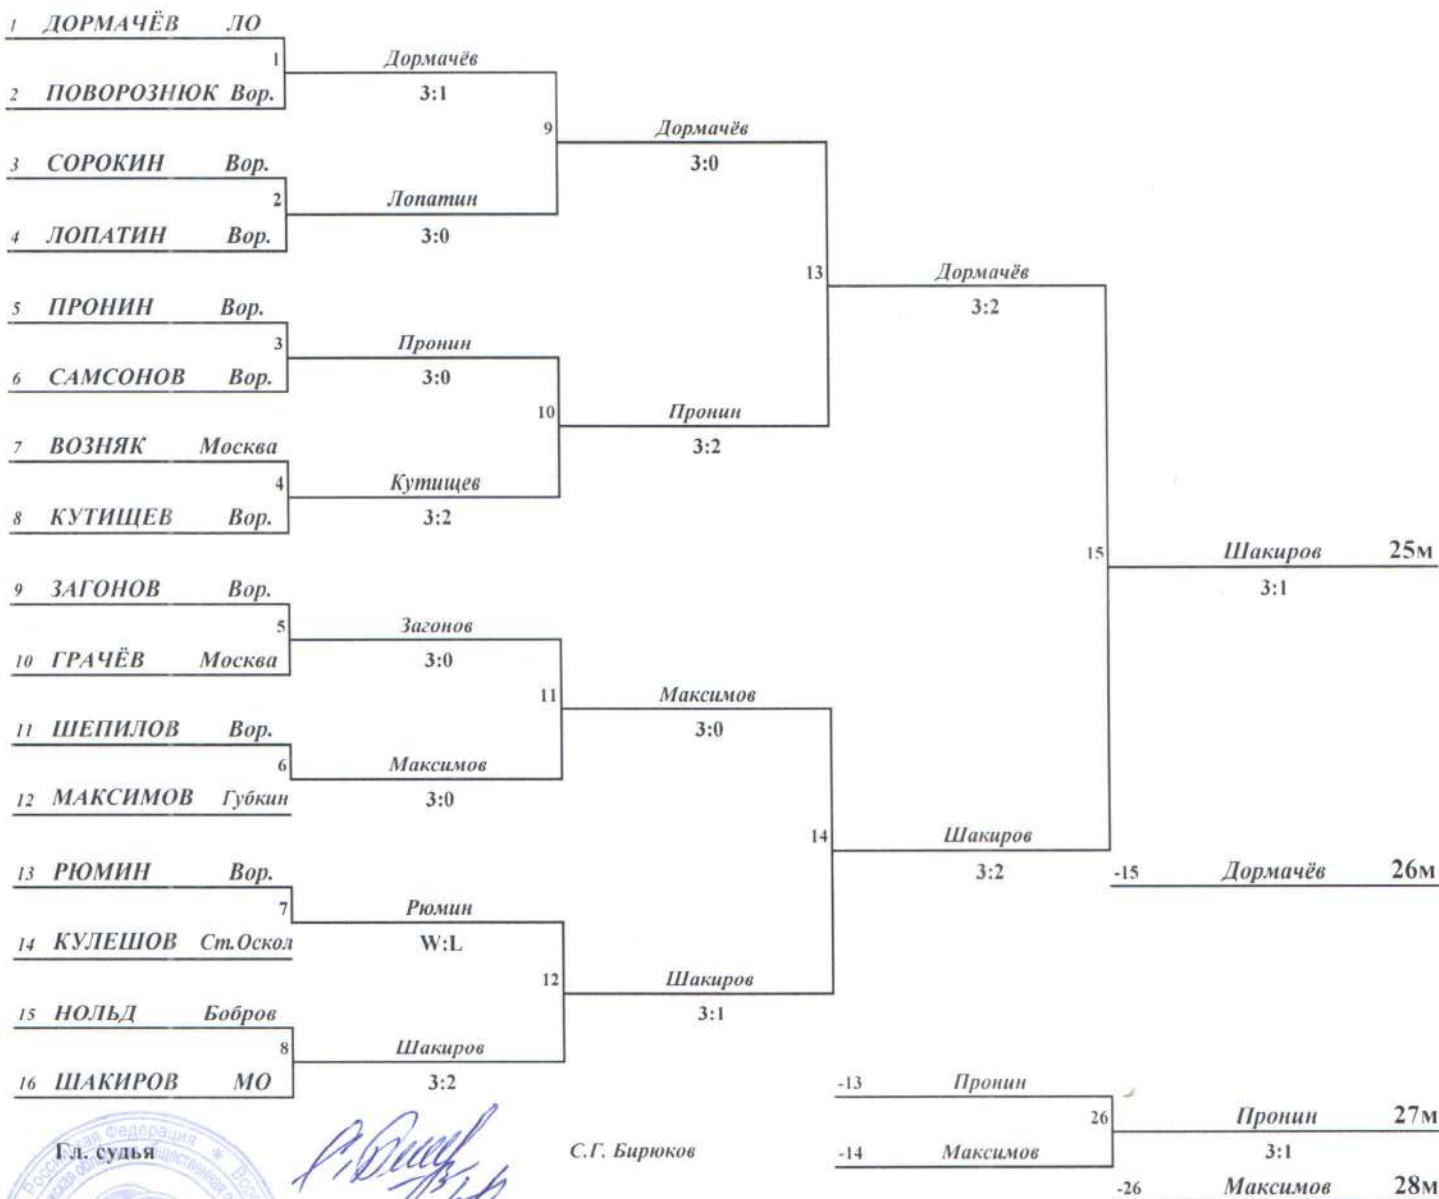 1 ДОРМАЧЁВ ЛО
1 Дормачёв
2 ПОВОРОЗНЮК Вор. 3:1
9 Дормачёв
3 СОРОКИН Вор. 3:0
2 Лопатин
4 ЛОПАТИН Вор. 3:0
13 Дормачёв
5 ПРОНИН Вор. 3:2
3 Пронин
6 САМСОНОВ Вор. 3:0
10 Пронин
7 ВОЗНЯК Москва 3:2
4 Кутищев
8 КУТИЩЕВ Вор. 3:2
15 Шакиров 25м
9 ЗАГОНОВ Вор. 3:1
5 Загонов
10 ГРАЧЁВ Москва 3:0
11 Максимов
11 ШЕПИЛОВ Вор. 3:0
6 Максимов
12 МАКСИМОВ Губкин 3:0
14 Шакиров
13 РЮМИН Вор. 3:2 -15 Дормачёв 26м
7 Рюмин
14 КУЛЕШОВ Ст.Оскол W:L
12 Шакиров
15 НОЛЬД Бобров 3:1
8 Шакиров
16 ШАКИРОВ МО 3:2 -13 Пронин
26 Пронин 27м
Гл. судья С.Г. Бирюков -14 Максимов 3:1
-26 Максимов 28м
Российская Федерация